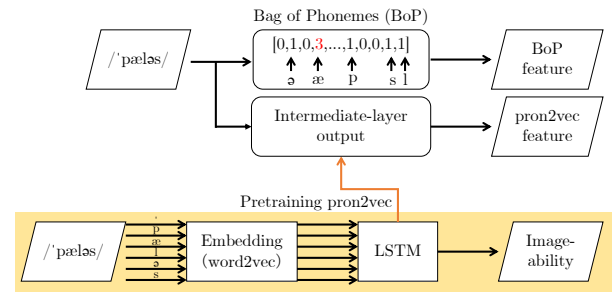 Bag of Phonemes (BoP)
/ˈpæləs/
[0,1,0,3,...,1,0,0,1,1]
ə æ p s l
BoP
feature
Intermediate-layer
output
pron2vec
feature
Pretraining pron2vec
/ˈpæləs/
ˈ
p
æ
l
ə
s
Embedding
(word2vec)
LSTM
Image-
ability